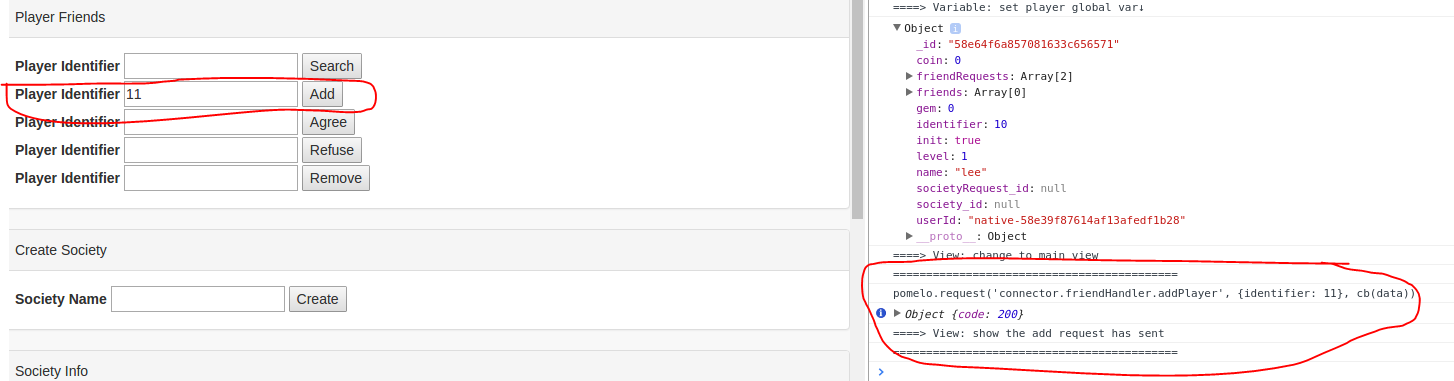 Player Friends
Player Identifier Search
Player Identifier 11 Add
Player Identifier Agree
Player Identifier Refuse
Player Identifier Remove
Create Society
Society Name Create
Society Info
====> Variable: set player global var↓
▼Object i
_id: "58e64f6a857081633c656571"
coin: 0
▶friendRequests: Array[2]
▶friends: Array[0]
gem: 0
identifier: 10
init: true
level: 1
name: "lee"
societyRequest_id: null
society_id: null
userId: "native-58e39f87614af13afedf1b28"
▶__proto__: Object
====> View: change to main view
==========================================
pomelo.request('connector.friendHandler.addPlayer', {identifier: 11}, cb(data))
i ▶Object {code: 200}
====> View: show the add request has sent
==========================================
>